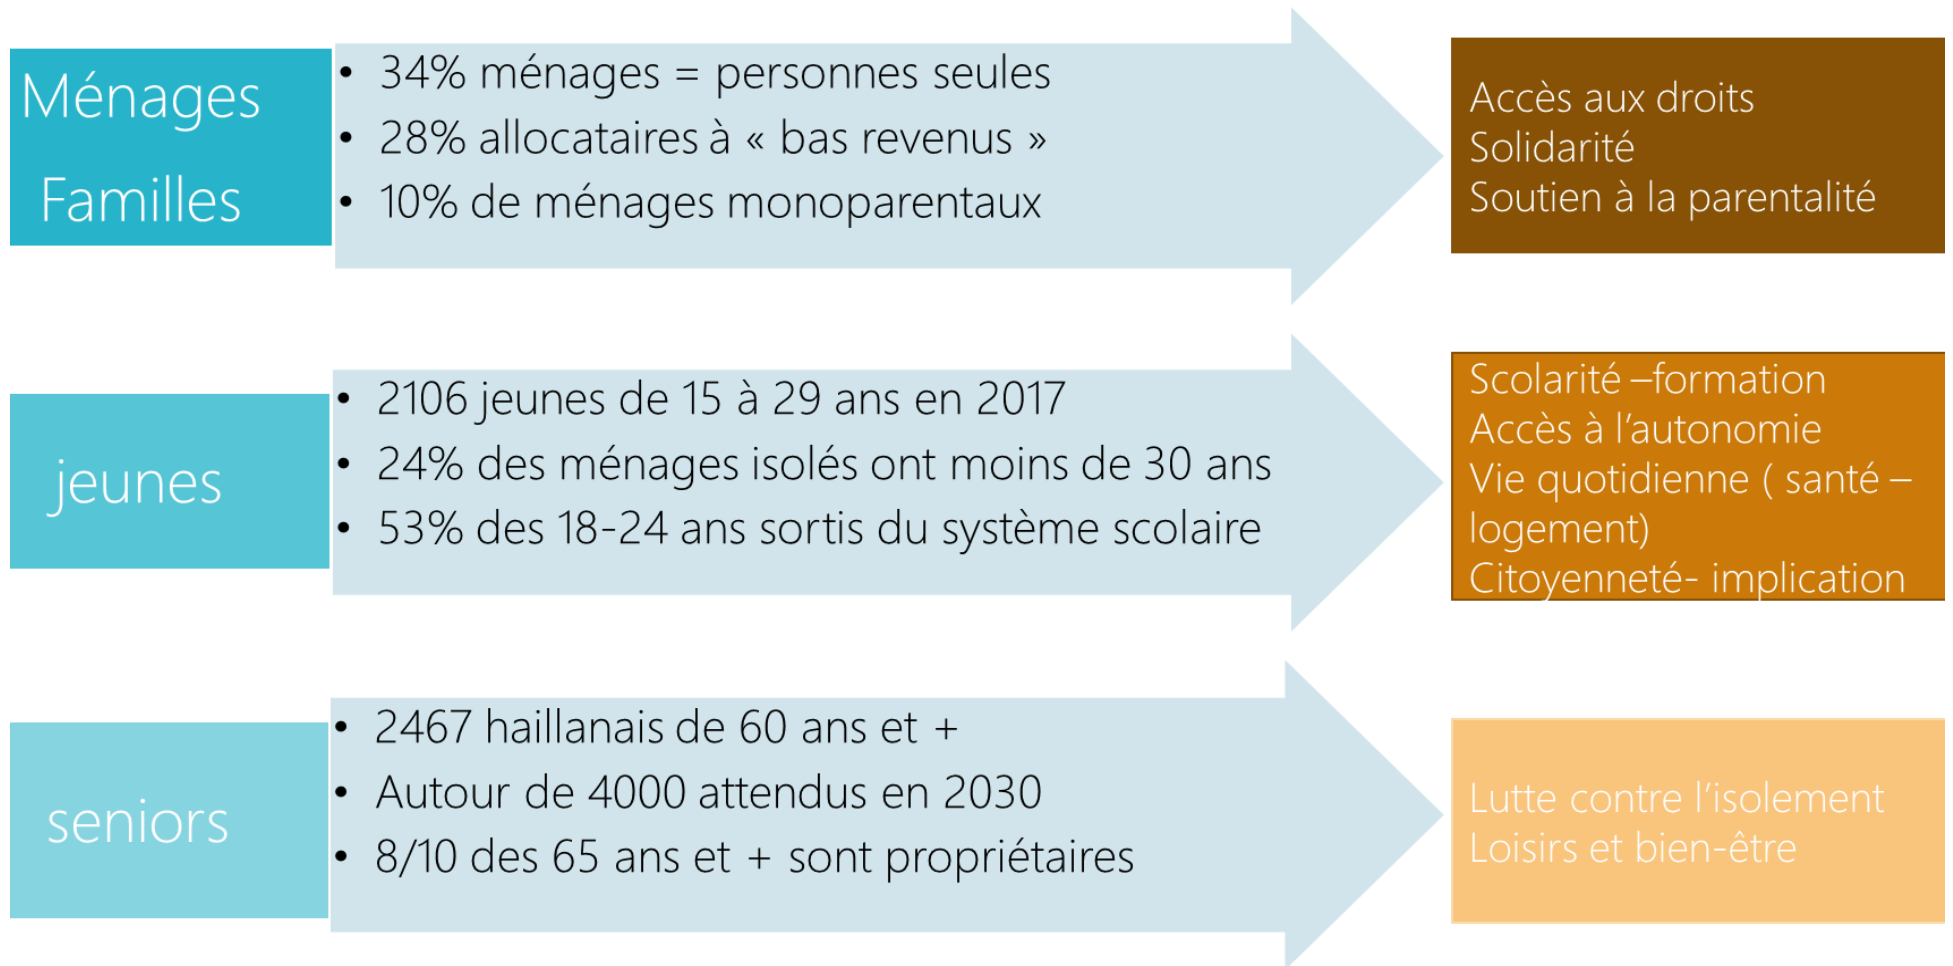 Ménages
Familles
• 34% ménages = personnes seules
• 28% allocataires à « bas revenus »
• 10% de ménages monoparentaux
Accès aux droits
Solidarité
Soutien à la parentalité
jeunes
• 2106 jeunes de 15 à 29 ans en 2017
• 24% des ménages isolés ont moins de 30 ans
• 53% des 18-24 ans sortis du système scolaire
Scolarité –formation
Accès à l’autonomie
Vie quotidienne ( santé –
logement)
Citoyenneté- implication
seniors
• 2467 haillanais de 60 ans et +
• Autour de 4000 attendus en 2030
• 8/10 des 65 ans et + sont propriétaires
Lutte contre l’isolement
Loisirs et bien-être